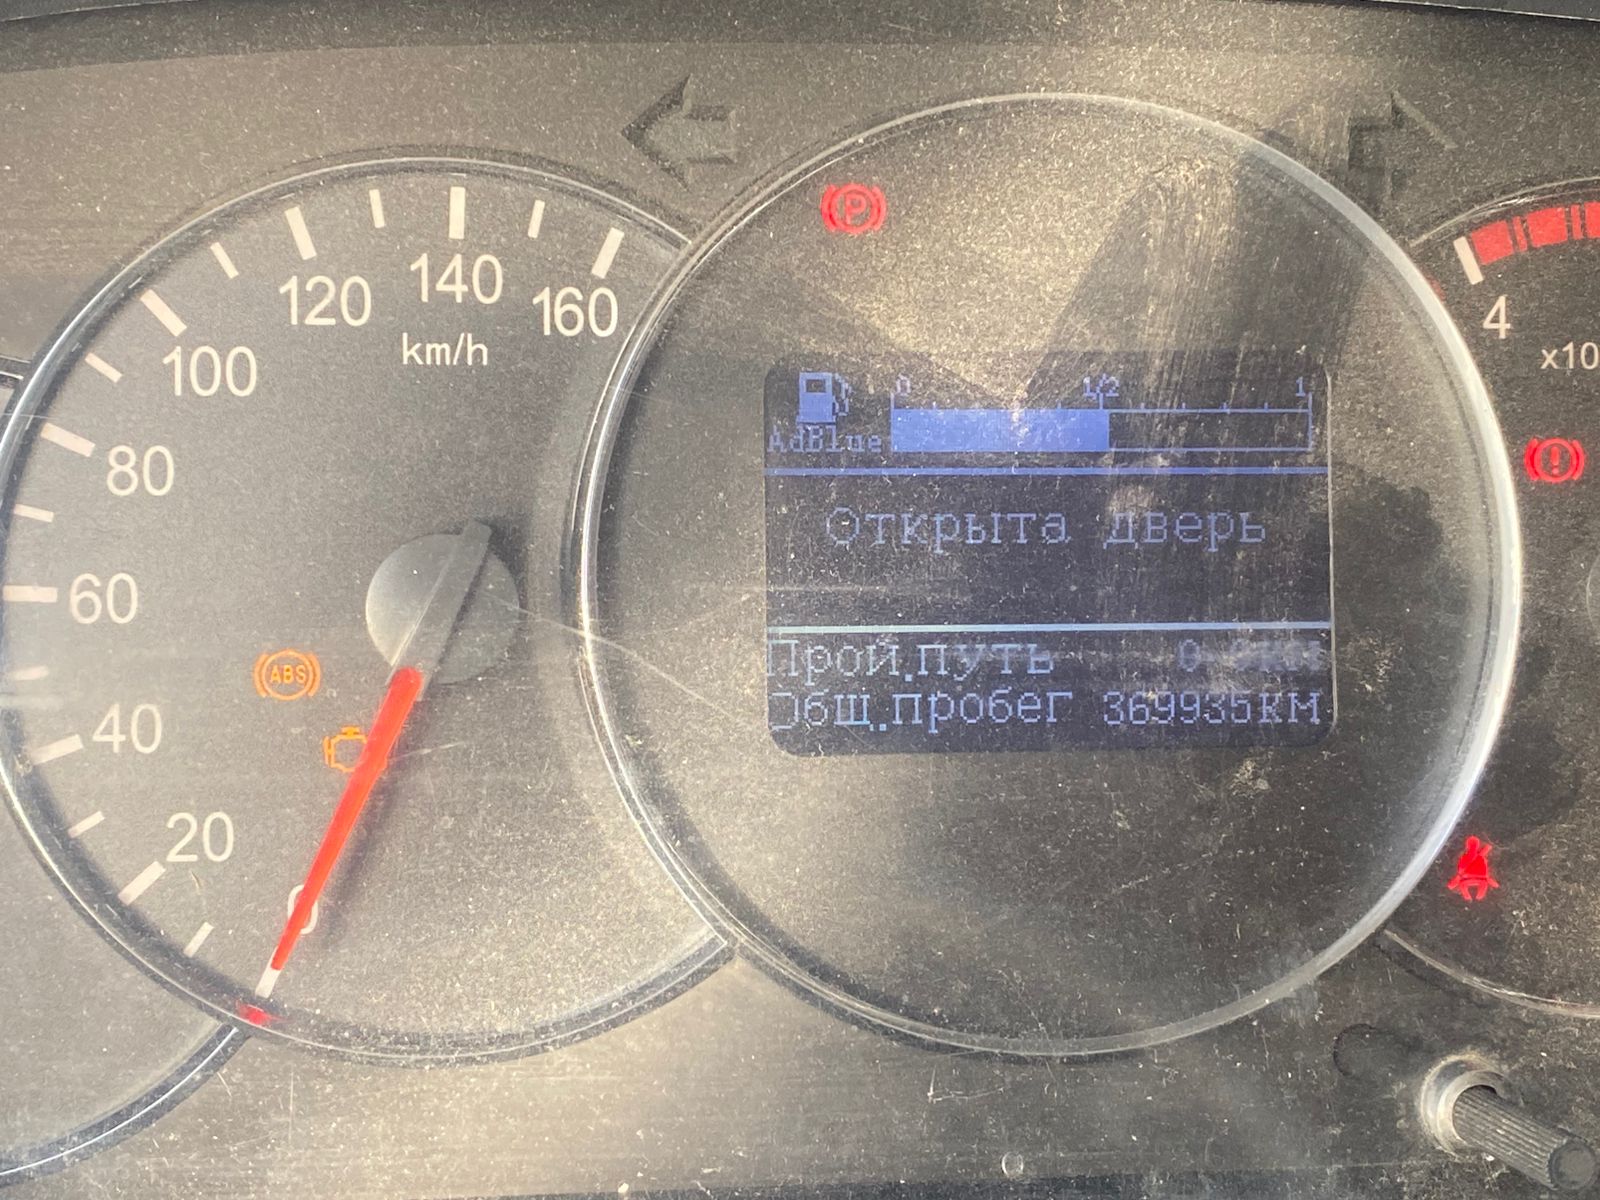 120
140
160
100
km/h
80
60
40
20
0
ABS
P
0 1/2 1
AdBlue
Открыта дверь
Прой.путь
Общ.пробег 369935км
4
x10
!